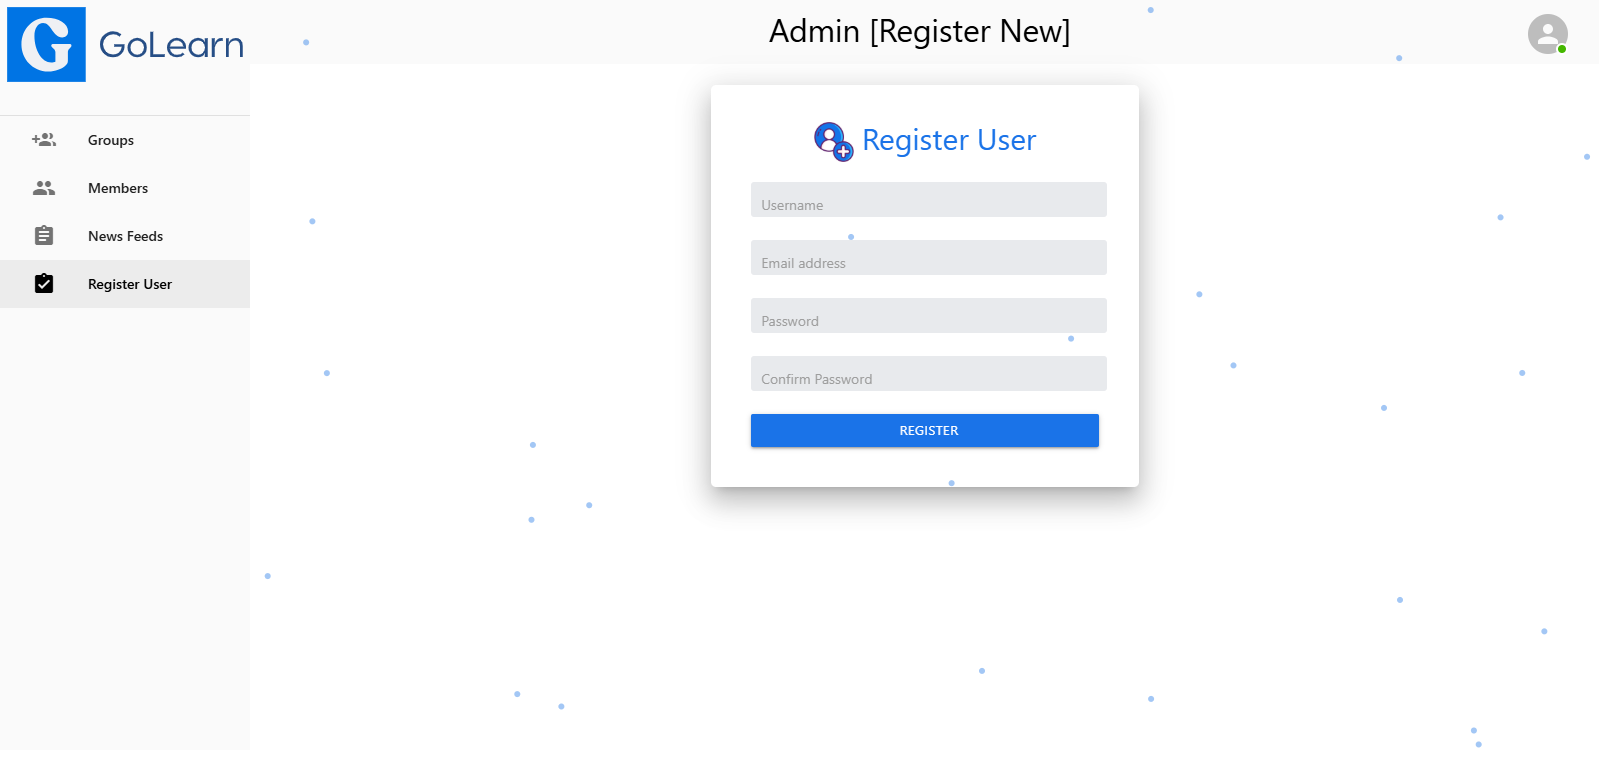 GoLearn
Admin [Register New]
Groups
Members
News Feeds
Register User
Register User
Username
Email address
Password
Confirm Password
REGISTER